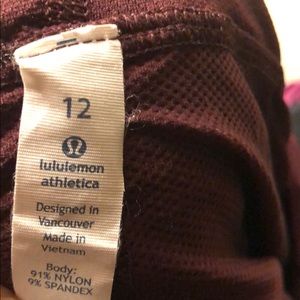 12
lululemon
athletica
Designed in
Vancouver
Made in
Vietnam
Body:
91% NYLON
9% SPANDEX